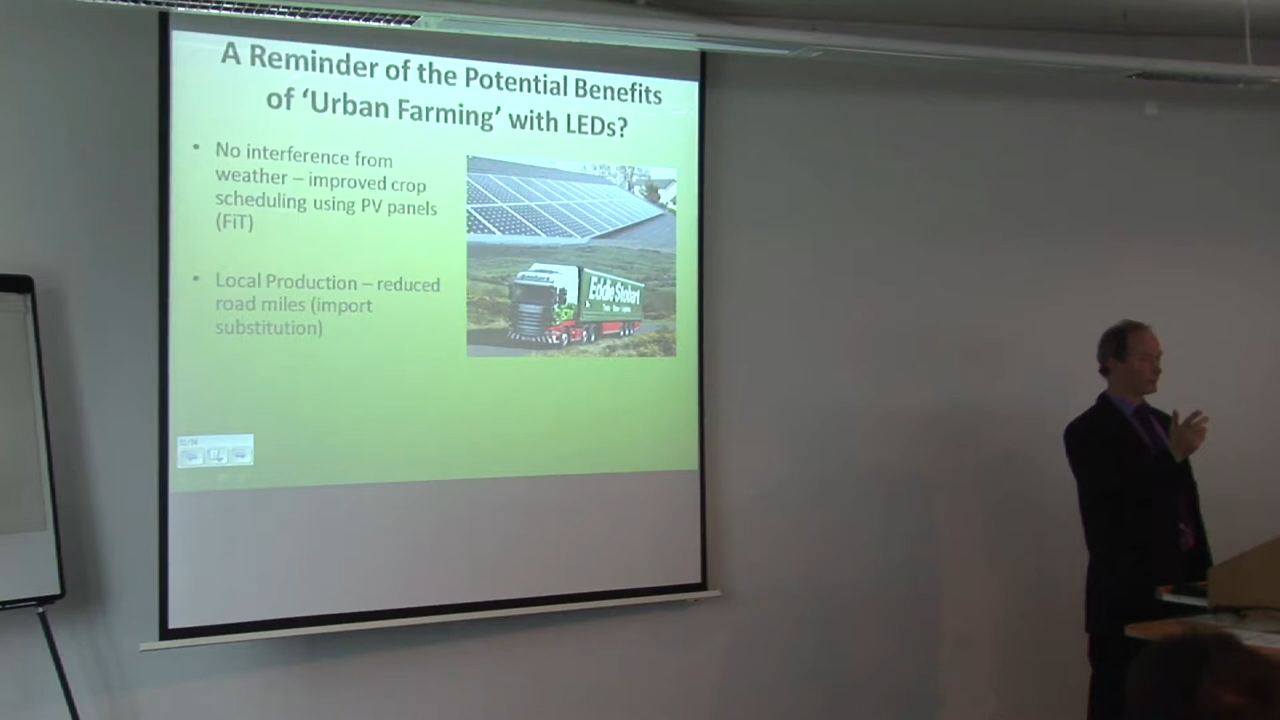 A Reminder of the Potential Benefits
of ‘Urban Farming’ with LEDs?
• No interference from
weather – improved crop
scheduling using PV panels
(FiT)
• Local Production – reduced
road miles (import
substitution)
Eddie Stobart